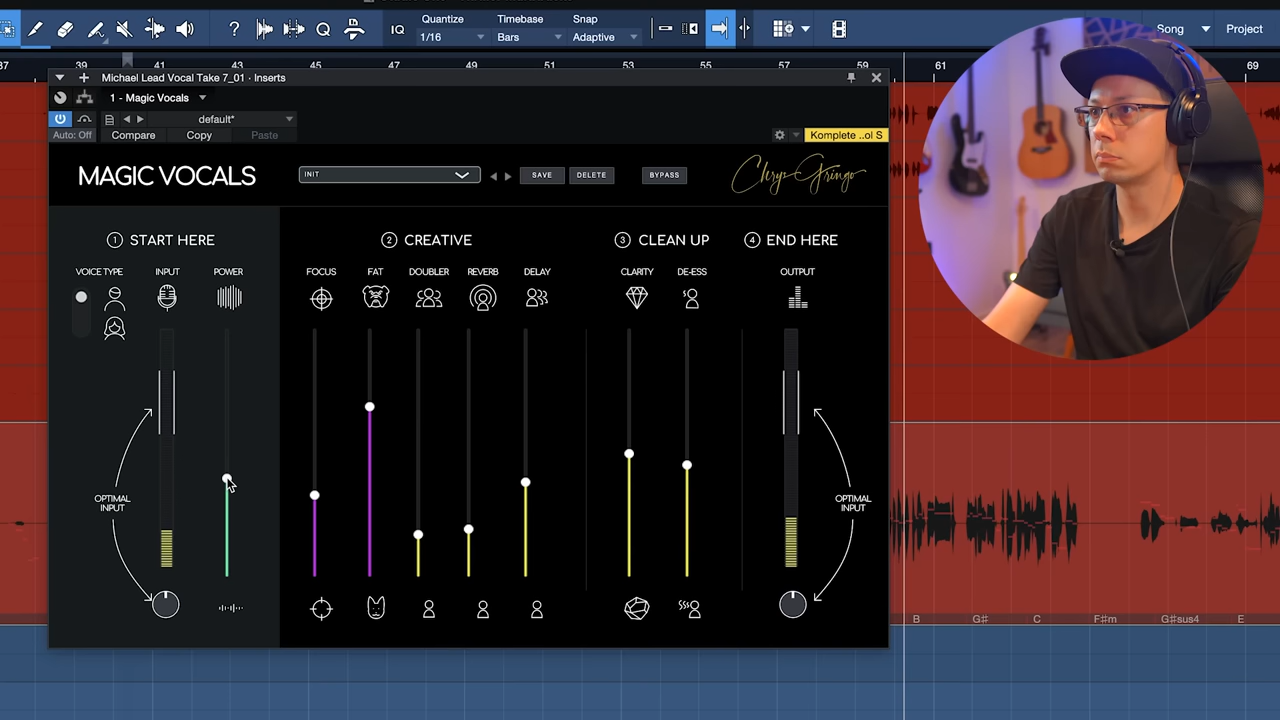 Quantize Timebase Snap
IQ 1/16 Bars Adaptive Song Project
39 41 43 45 47 49 51 53 55 57 59 61 69
Michael Lead Vocal Take 7_01 · Inserts
1 - Magic Vocals
default*
Auto: Off Compare Copy Paste Komplete ..ol S
MAGIC VOCALS INIT SAVE DELETE BYPASS Chrys Gringo
1 START HERE 2 CREATIVE 3 CLEAN UP 4 END HERE
VOICE TYPE INPUT POWER FOCUS FAT DOUBLER REVERB DELAY CLARITY DE-ESS OUTPUT
OPTIMAL
INPUT
OPTIMAL
INPUT
B G# C F#m G#sus4 E